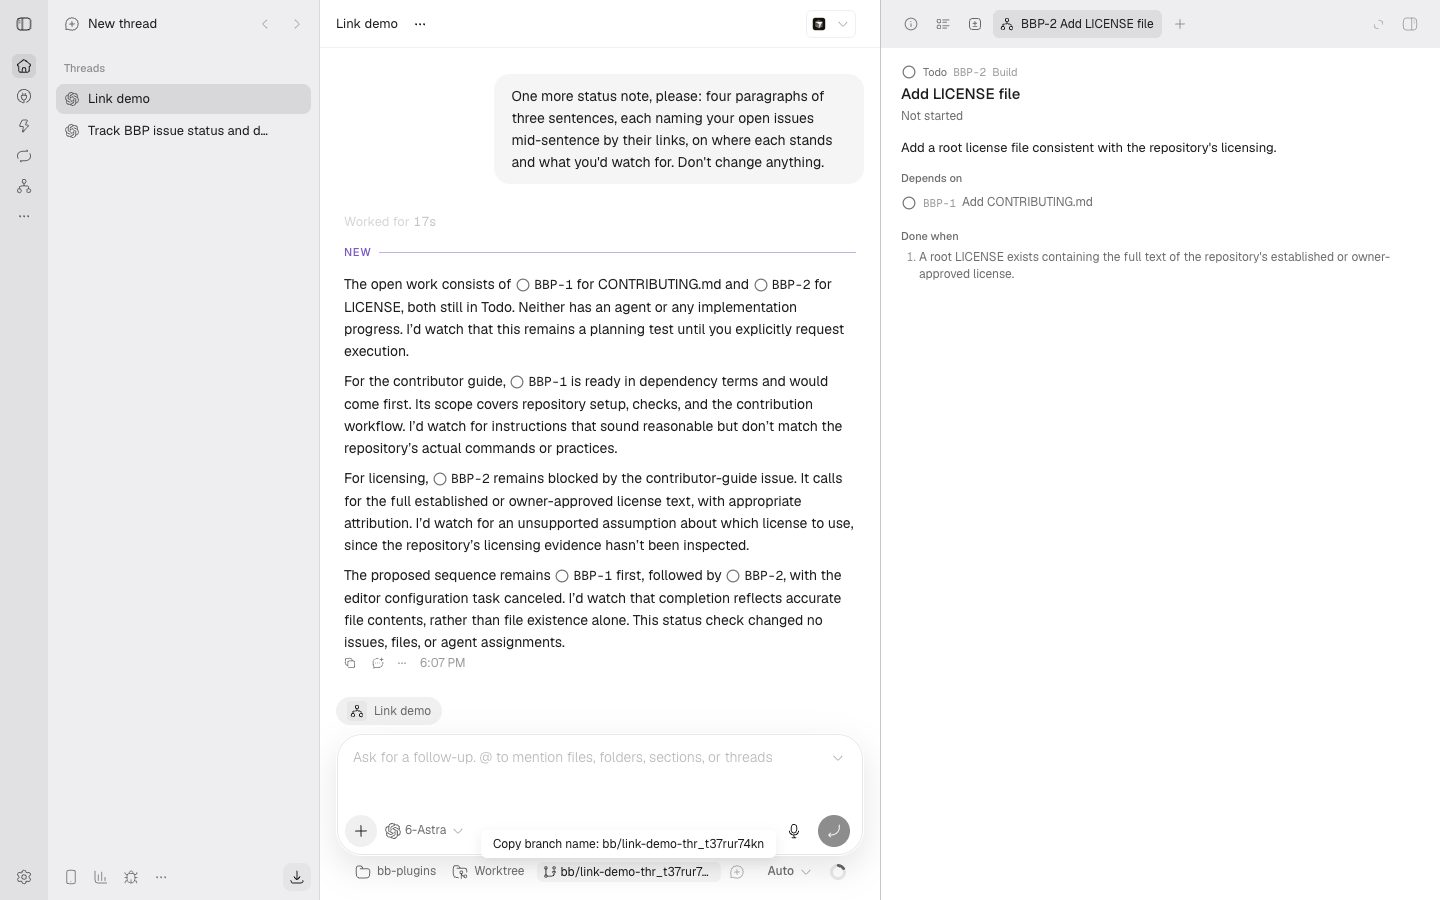 New thread
Threads
Link demo
Track BBP issue status and d...
Link demo
One more status note, please: four paragraphs of
three sentences, each naming your open issues
mid-sentence by their links, on where each stands
and what you'd watch for. Don't change anything.
Worked for 17s
NEW
The open work consists of BBP-1 for CONTRIBUTING.md and BBP-2 for
LICENSE, both still in Todo. Neither has an agent or any implementation
progress. I’d watch that this remains a planning test until you explicitly request
execution.
For the contributor guide, BBP-1 is ready in dependency terms and would
come first. Its scope covers repository setup, checks, and the contribution
workflow. I’d watch for instructions that sound reasonable but don’t match the
repository’s actual commands or practices.
For licensing, BBP-2 remains blocked by the contributor-guide issue. It calls
for the full established or owner-approved license text, with appropriate
attribution. I’d watch for an unsupported assumption about which license to use,
since the repository’s licensing evidence hasn’t been inspected.
The proposed sequence remains BBP-1 first, followed by BBP-2, with the
editor configuration task canceled. I’d watch that completion reflects accurate
file contents, rather than file existence alone. This status check changed no
issues, files, or agent assignments.
6:07 PM
Link demo
Ask for a follow-up. @ to mention files, folders, sections, or threads
6-Astra
Copy branch name: bb/link-demo-thr_t37rur74kn
bb-plugins Worktree bb/link-demo-thr_t37rur7... Auto
BBP-2 Add LICENSE file
Todo BBP-2 Build
Add LICENSE file
Not started
Add a root license file consistent with the repository's licensing.
Depends on
BBP-1 Add CONTRIBUTING.md
Done when
1. A root LICENSE exists containing the full text of the repository's established or owner-
approved license.